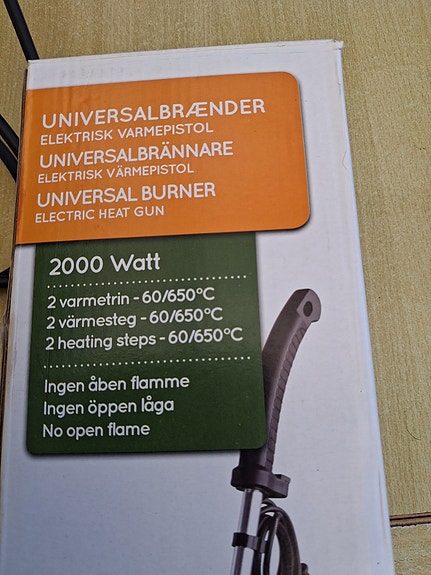 UNIVERSALBRÆNDER
ELEKTRISK VARMEPISTOL
UNIVERSALBRÄNNARE
ELEKTRISK VÄRMEPISTOL
UNIVERSAL BURNER
ELECTRIC HEAT GUN
2000 Watt
2 varmetrin - 60/650°C
2 värmesteg - 60/650°C
2 heating steps - 60/650°C
Ingen åben flamme
Ingen öppen låga
No open flame